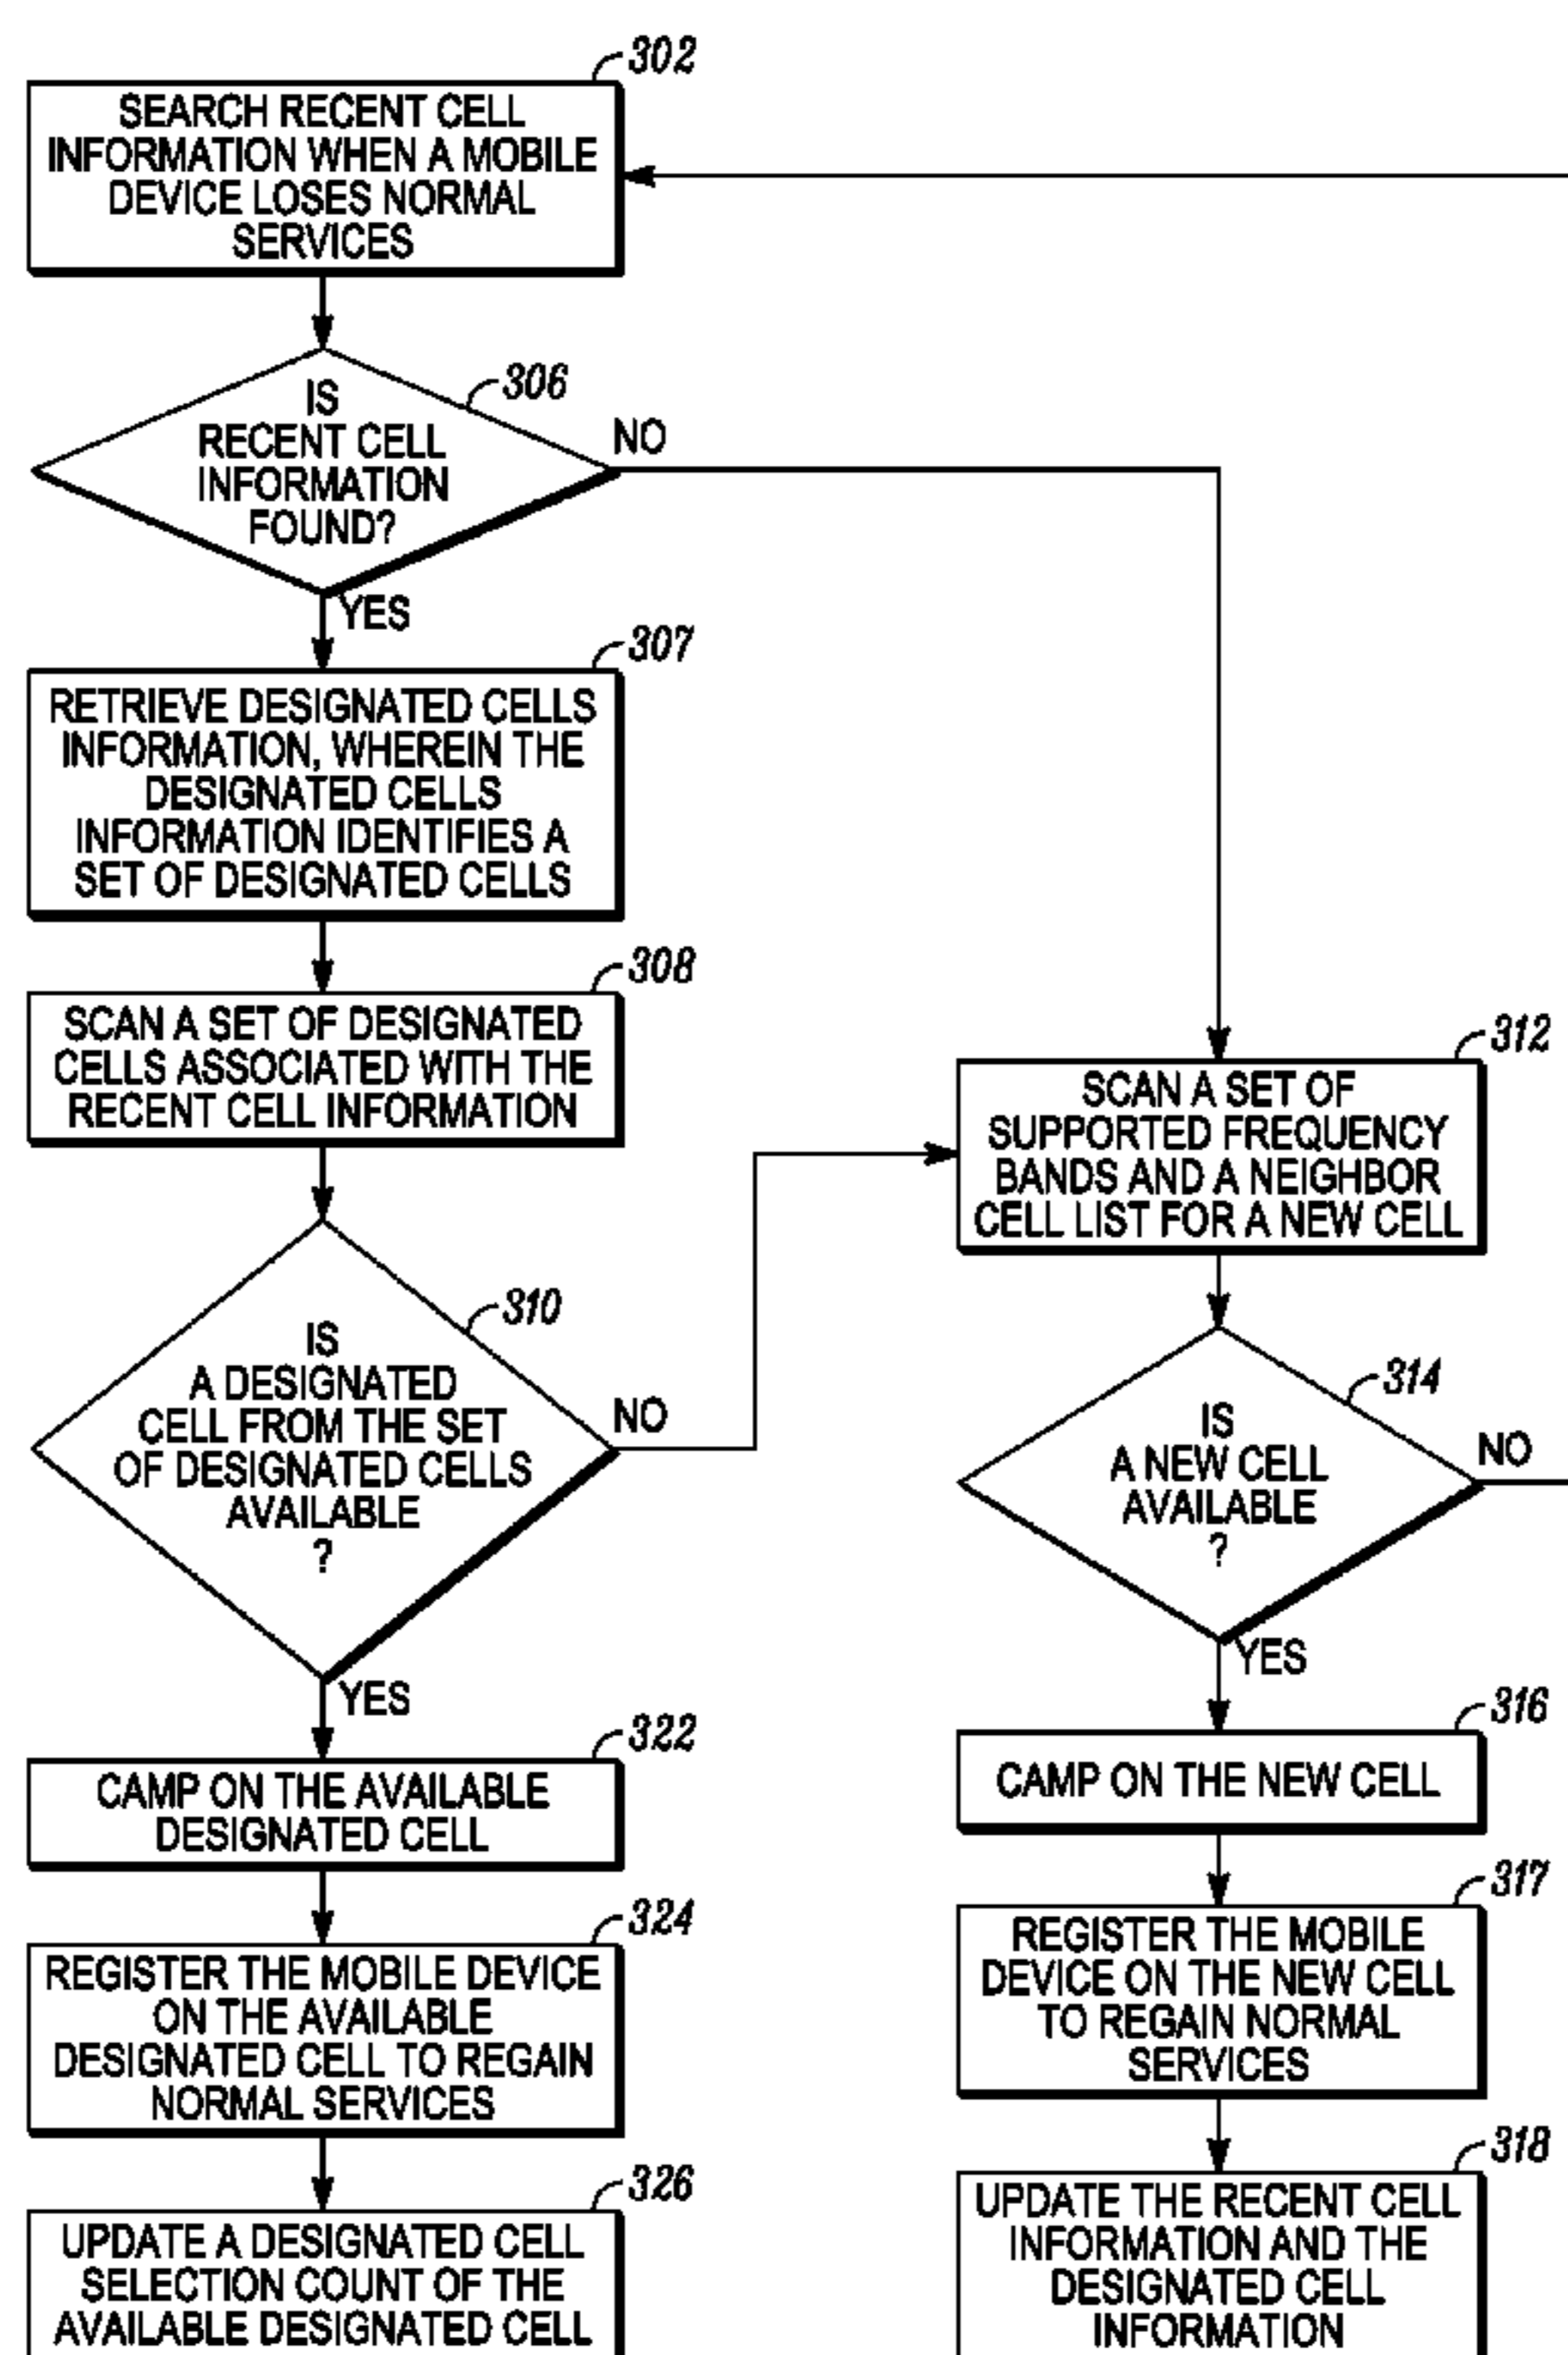 302
SEARCH RECENT CELL
INFORMATION WHEN A MOBILE
DEVICE LOSES NORMAL
SERVICES
306
IS
RECENT CELL
INFORMATION
FOUND?
NO
YES
307
RETRIEVE DESIGNATED CELLS
INFORMATION, WHEREIN THE
DESIGNATED CELLS
INFORMATION IDENTIFIES A
SET OF DESIGNATED CELLS
308
SCAN A SET OF DESIGNATED
CELLS ASSOCIATED WITH THE
RECENT CELL INFORMATION
310
IS
A DESIGNATED
CELL FROM THE SET
OF DESIGNATED CELLS
AVAILABLE
?
NO
YES
322
CAMP ON THE AVAILABLE
DESIGNATED CELL
324
REGISTER THE MOBILE DEVICE
ON THE AVAILABLE
DESIGNATED CELL TO REGAIN
NORMAL SERVICES
326
UPDATE A DESIGNATED CELL
SELECTION COUNT OF THE
AVAILABLE DESIGNATED CELL
312
SCAN A SET OF
SUPPORTED FREQUENCY
BANDS AND A NEIGHBOR
CELL LIST FOR A NEW CELL
314
IS
A NEW CELL
AVAILABLE
?
NO
YES
316
CAMP ON THE NEW CELL
317
REGISTER THE MOBILE
DEVICE ON THE NEW CELL
TO REGAIN NORMAL
SERVICES
318
UPDATE THE RECENT CELL
INFORMATION AND THE
DESIGNATED CELL
INFORMATION